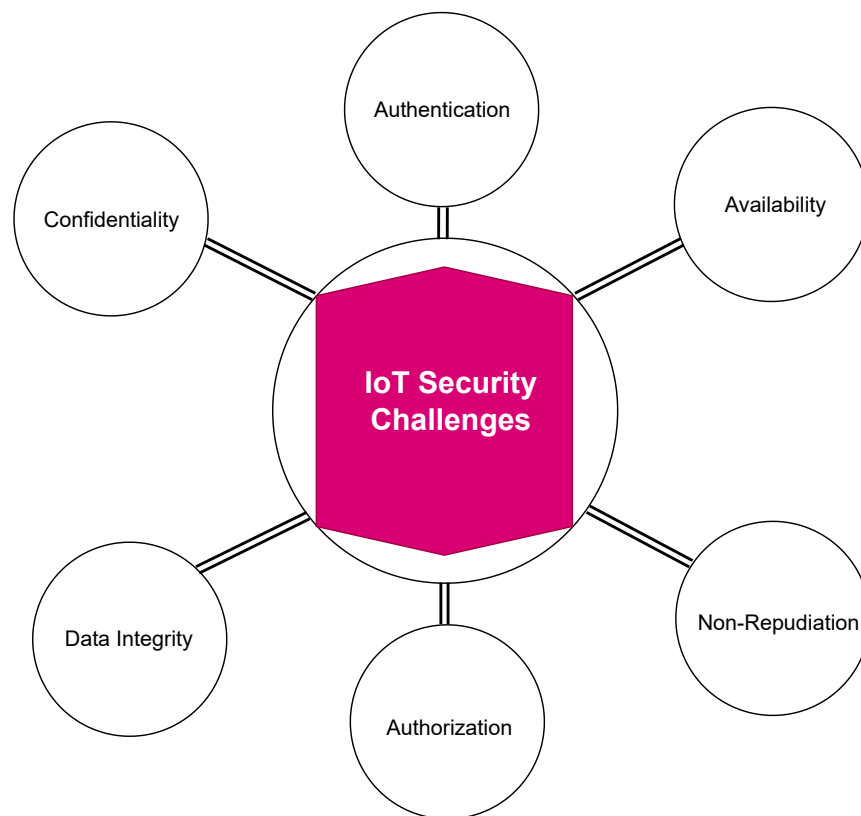 Authentication
Confidentiality
Availability
IoT Security
Challenges
Data Integrity
Non-Repudiation
Authorization